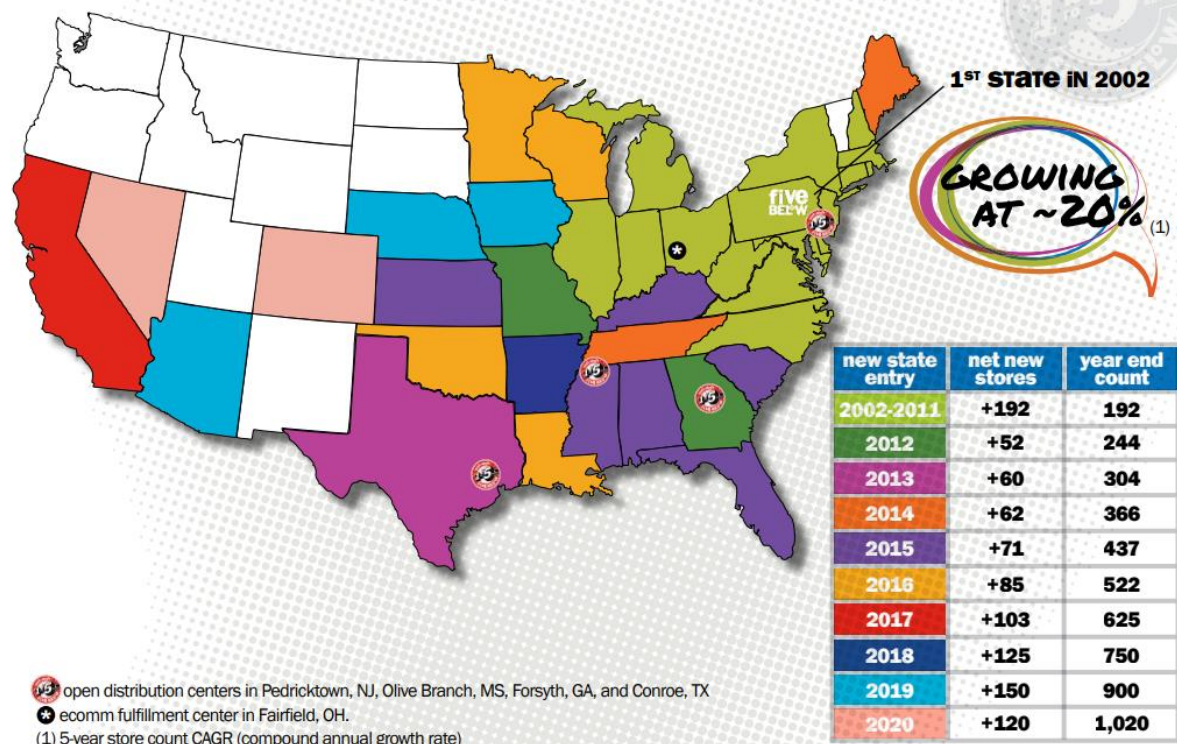 1ST STATE IN 2002
GROWING
AT ~20% (1)
five
BEL°W
new state entry | net new stores | year end count
2002-2011 | +192 | 192
2012 | +52 | 244
2013 | +60 | 304
2014 | +62 | 366
2015 | +71 | 437
2016 | +85 | 522
2017 | +103 | 625
2018 | +125 | 750
2019 | +150 | 900
2020 | +120 | 1,020
open distribution centers in Pedricktown, NJ, Olive Branch, MS, Forsyth, GA, and Conroe, TX
ecomm fulfillment center in Fairfield, OH.
(1) 5-year store count CAGR (compound annual growth rate)